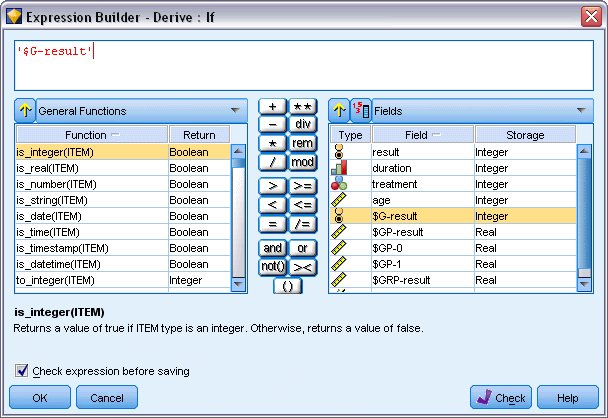 Expression Builder - Derive : If
'$G-result'
General Functions
Function Return
is_integer(ITEM) Boolean
is_real(ITEM) Boolean
is_number(ITEM) Boolean
is_string(ITEM) Boolean
is_date(ITEM) Boolean
is_time(ITEM) Boolean
is_timestamp(ITEM) Boolean
is_datetime(ITEM) Boolean
to_integer(ITEM) Integer
+ **
- div
* rem
/ mod
> >=
< <=
= /=
and or
not() ><
()
Fields
Type Field Storage
result Integer
duration Integer
treatment Integer
age Integer
$G-result Integer
$GP-result Real
$GP-0 Real
$GP-1 Real
$GRP-result Real
is_integer(ITEM)
Returns a value of true if ITEM type is an integer. Otherwise, returns a value of false.
Check expression before saving
OK Cancel Check Help